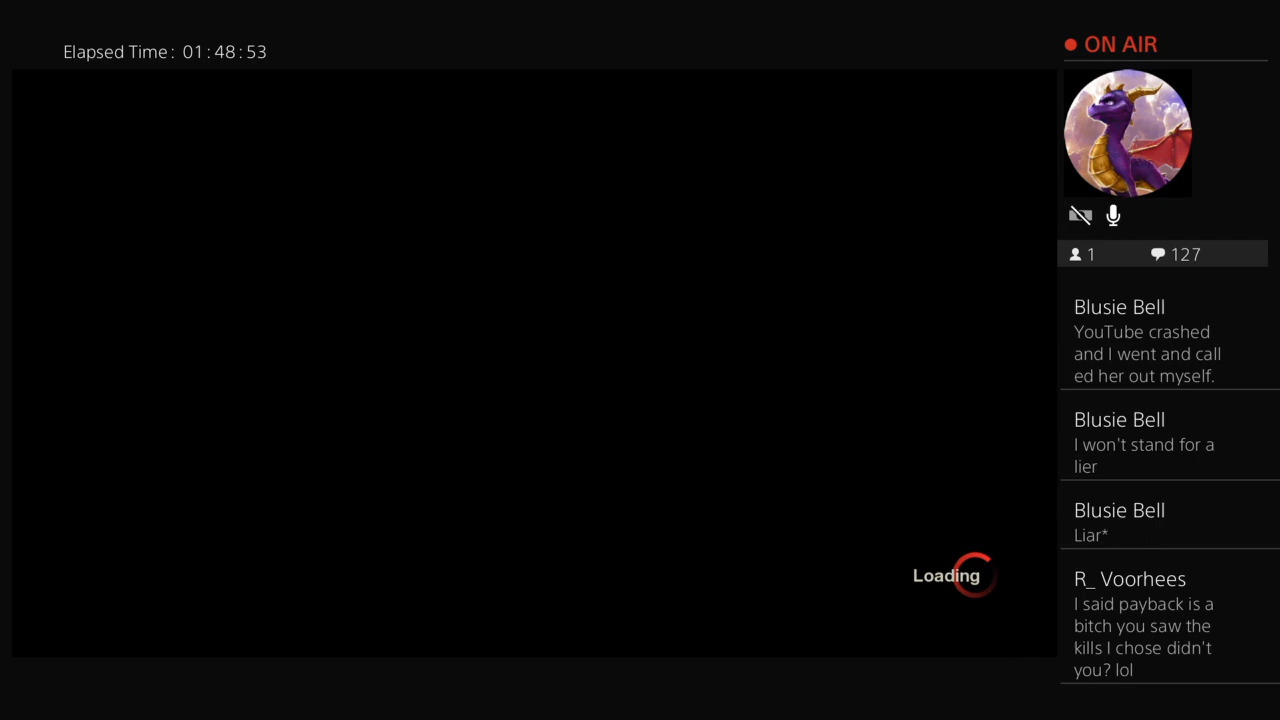 Elapsed Time: 01:48:53
ON AIR
1 127
Blusie Bell
YouTube crashed
and I went and call
ed her out myself.
Blusie Bell
I won't stand for a
lier
Blusie Bell
Liar*
R_ Voorhees
I said payback is a
bitch you saw the
kills I chose didn't
you? lol
Loading